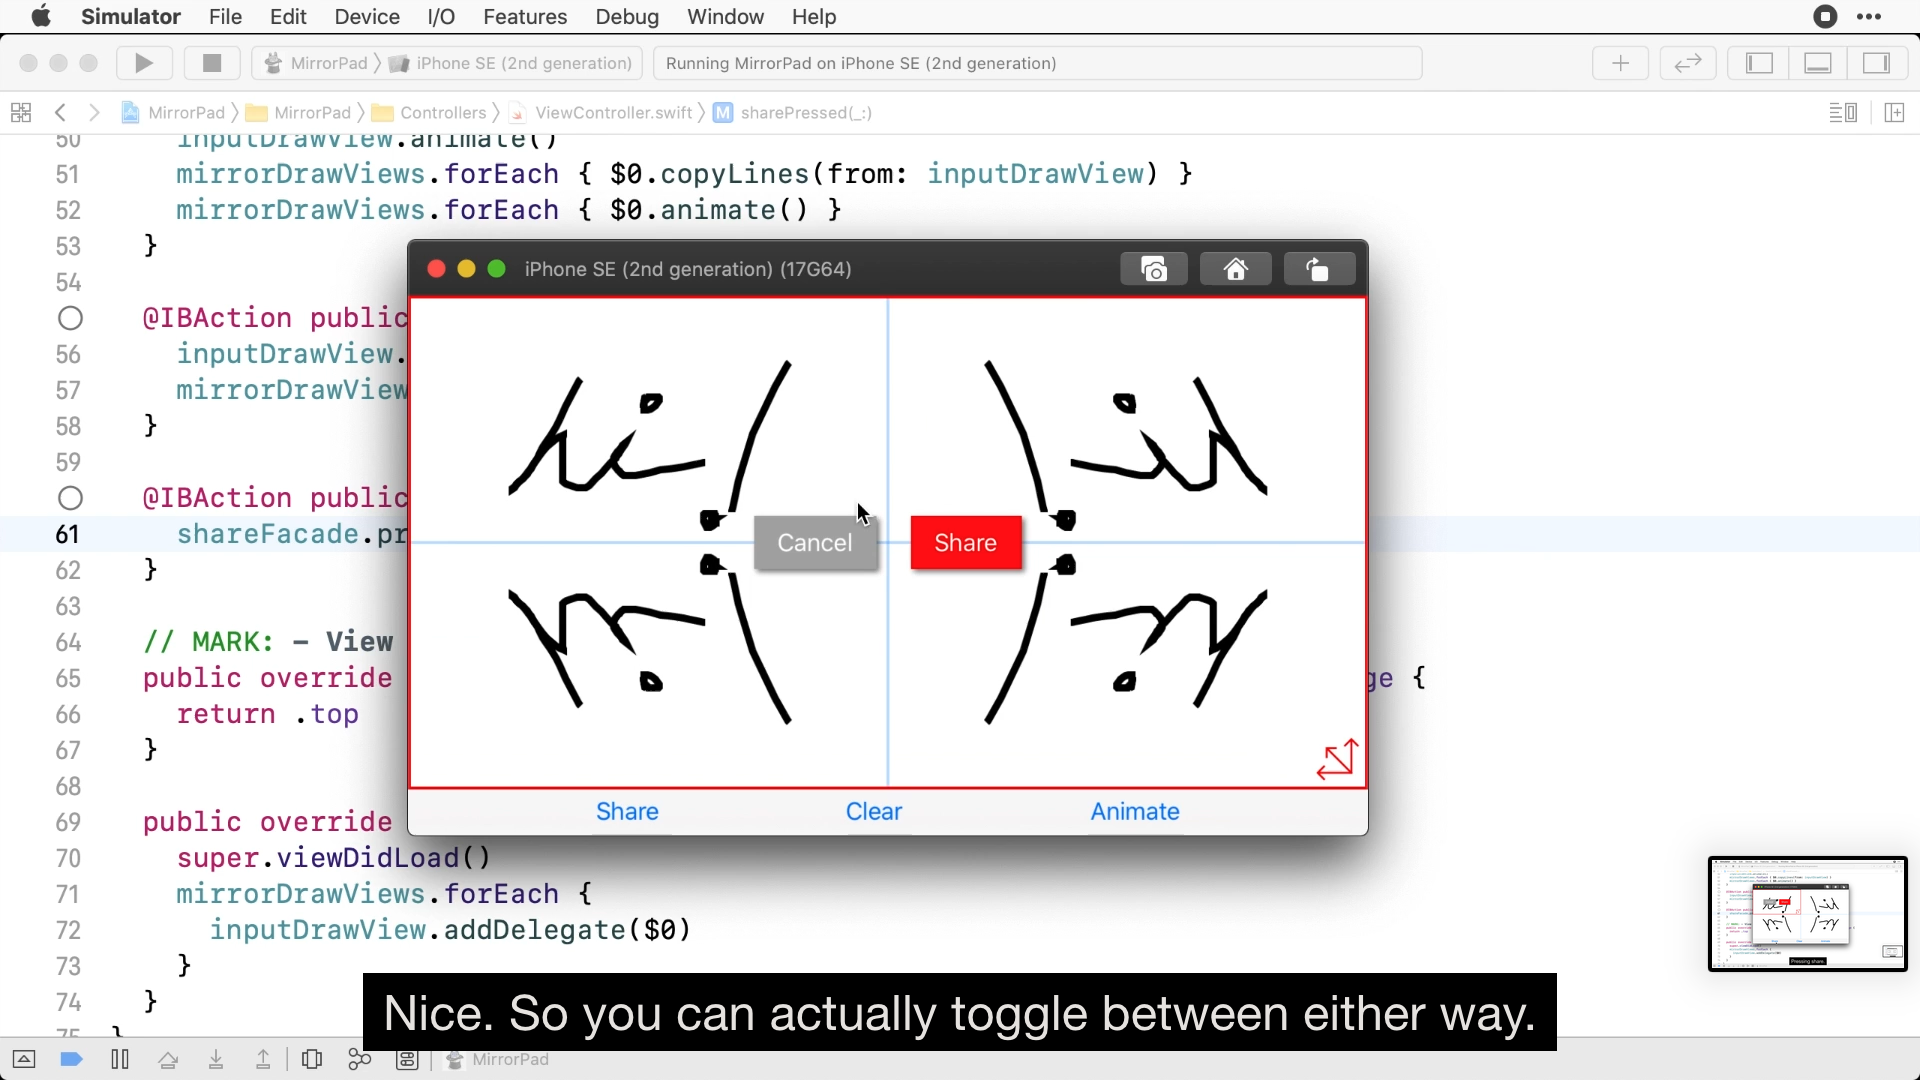 Simulator File Edit Device I/O Features Debug Window Help
MirrorPad iPhone SE (2nd generation) Running MirrorPad on iPhone SE (2nd generation)
MirrorPad MirrorPad Controllers ViewController.swift M sharePressed(_:)
50 inputDrawView.animate()
51 mirrorDrawViews.forEach { $0.copyLines(from: inputDrawView) }
52 mirrorDrawViews.forEach { $0.animate() }
53 }
54
@IBAction public
56 inputDrawView.
57 mirrorDrawView
58 }
59
@IBAction public
61 shareFacade.pr
62 }
63
64 // MARK: - View
65 public override ge {
66 return .top
67 }
68
69 public override
70 super.viewDidLoad()
71 mirrorDrawViews.forEach {
72 inputDrawView.addDelegate($0)
73 }
74 }
75 }
iPhone SE (2nd generation) (17G64)
Cancel Share
Share Clear Animate
Pressing share.
Nice. So you can actually toggle between either way.
MirrorPad